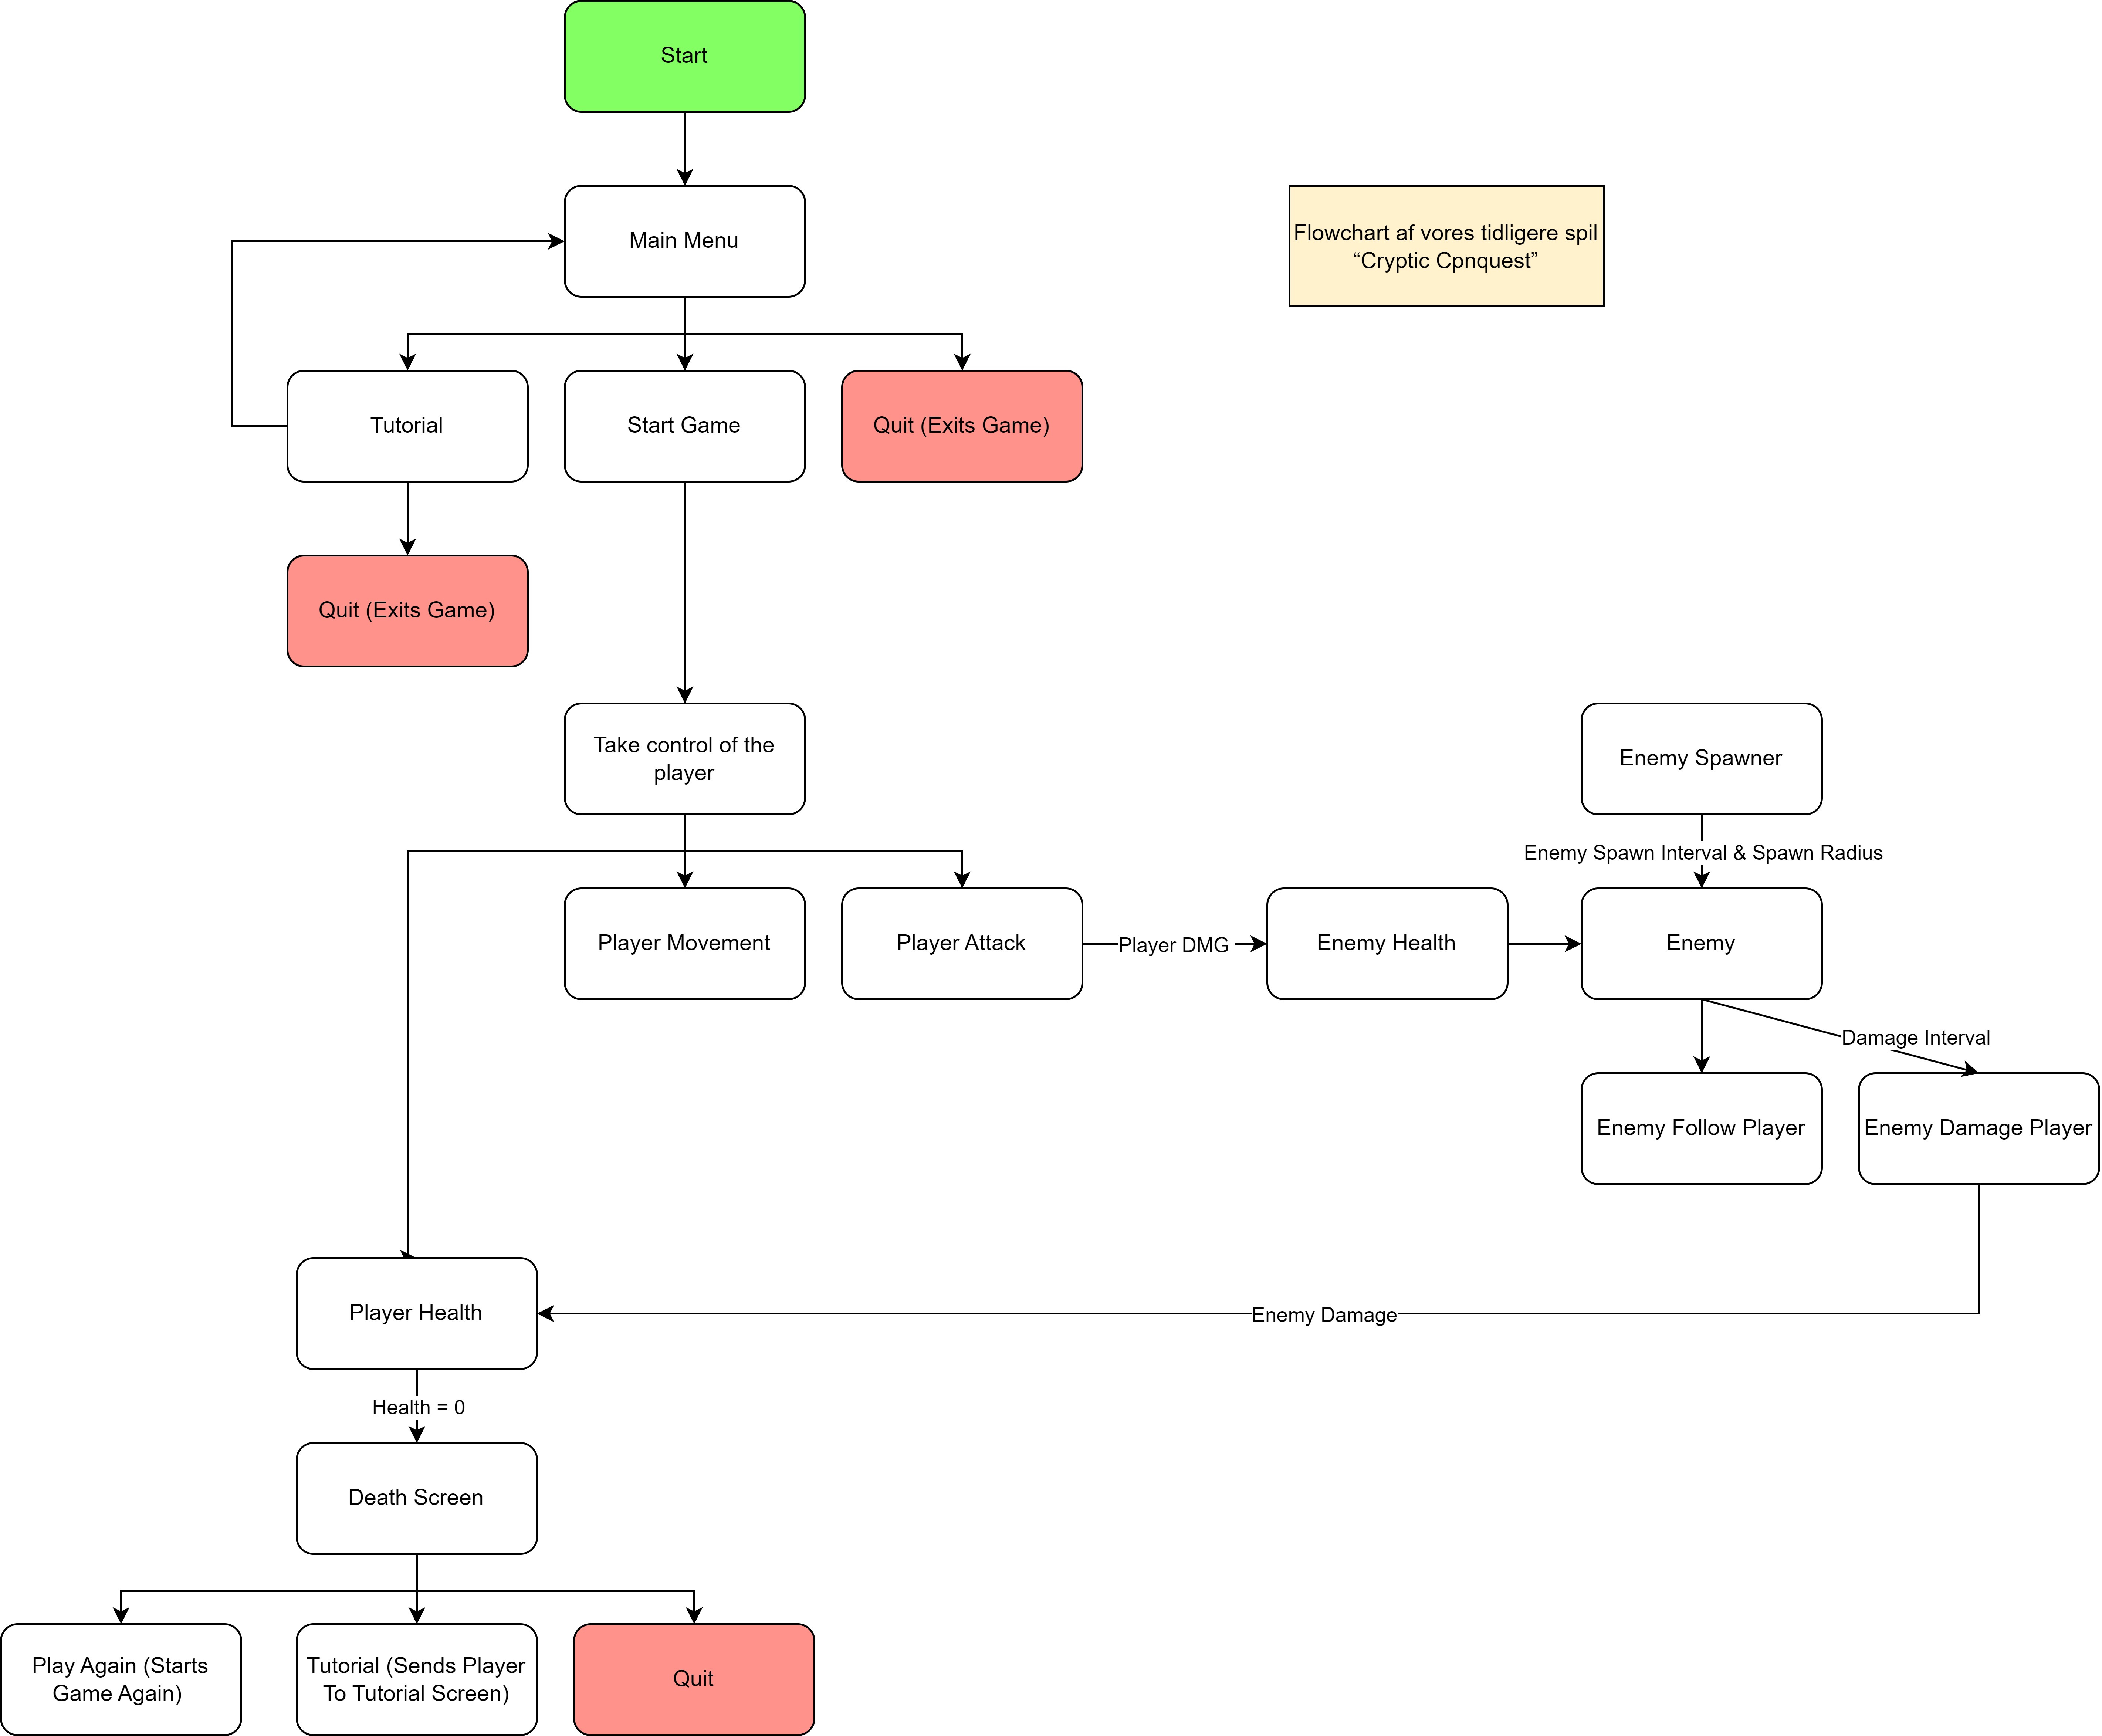 Start
Main Menu
Flowchart af vores tidligere spil
“Cryptic Cpnquest”
Tutorial
Start Game
Quit (Exits Game)
Quit (Exits Game)
Take control of the
player
Enemy Spawner
Enemy Spawn Interval & Spawn Radius
Player Movement
Player Attack
Player DMG
Enemy Health
Enemy
Damage Interval
Enemy Follow Player
Enemy Damage Player
Player Health
Enemy Damage
Health = 0
Death Screen
Play Again (Starts
Game Again)
Tutorial (Sends Player
To Tutorial Screen)
Quit